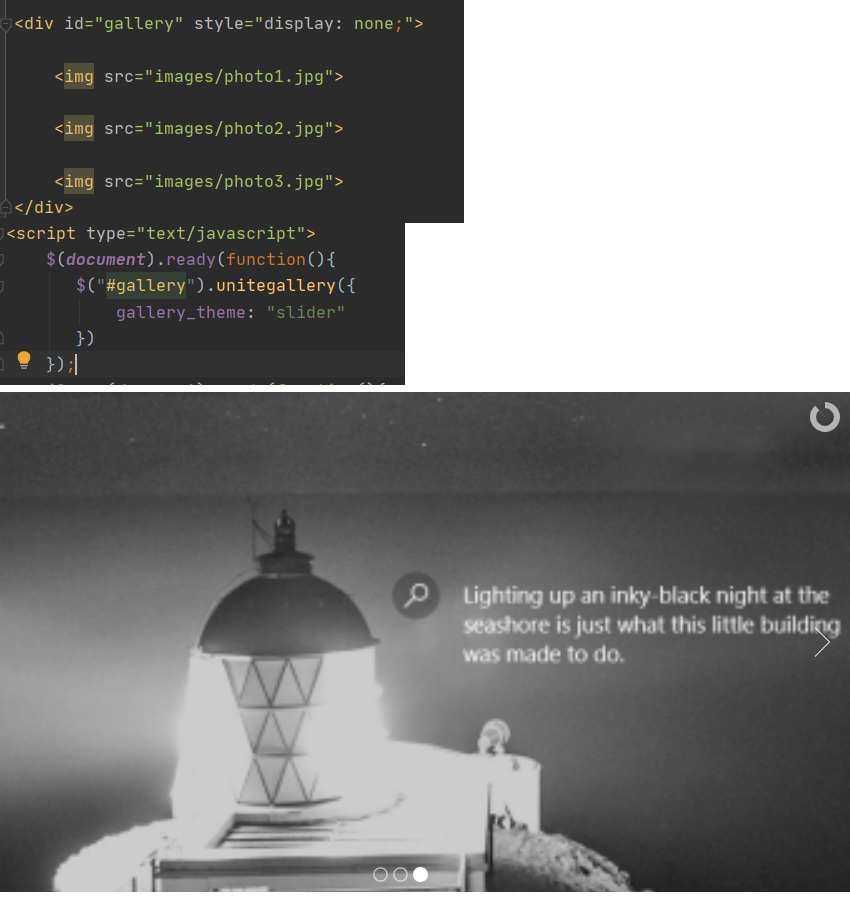 <div id="gallery" style="display: none;">
<img src="images/photo1.jpg">
<img src="images/photo2.jpg">
<img src="images/photo3.jpg">
</div>
<script type="text/javascript">
$(document).ready(function(){
$("#gallery").unitegallery({
gallery_theme: "slider"
})
});
Lighting up an inky-black night at the
seashore is just what this little building
was made to do.